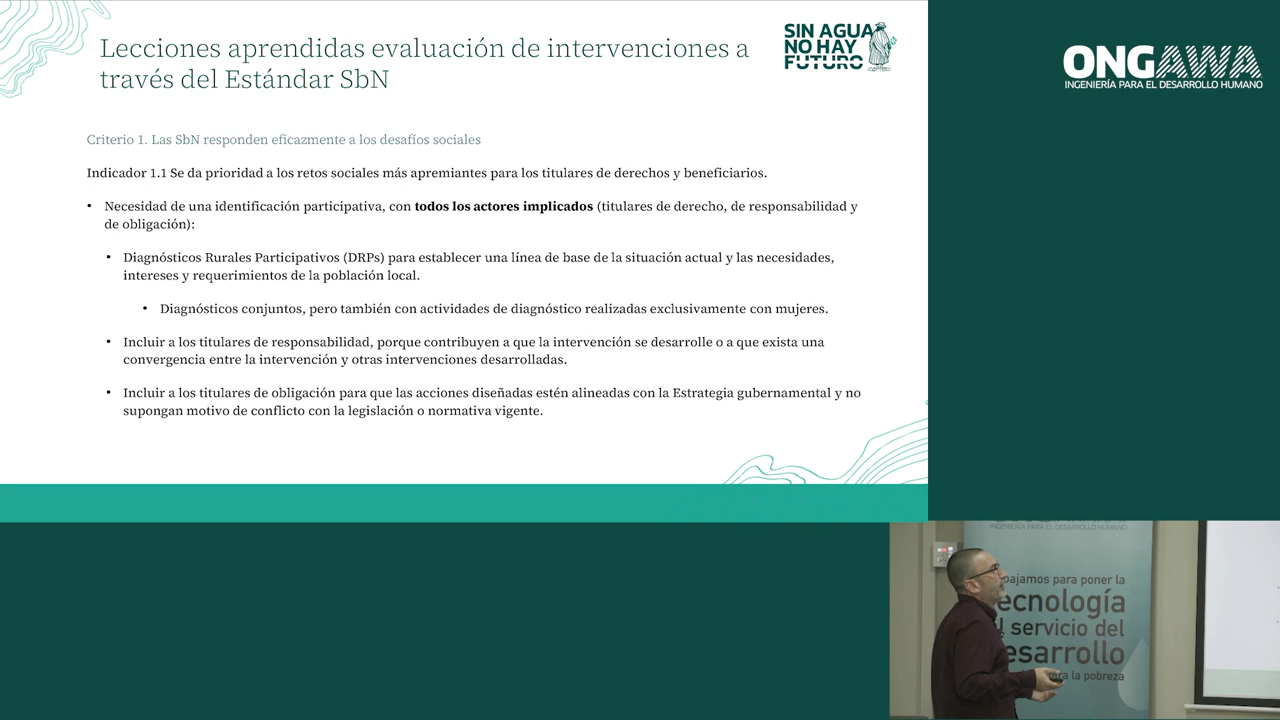 Lecciones aprendidas evaluación de intervenciones a
través del Estándar SbN
SIN AGUA
NO HAY
FUTURO
ONGAWA
INGENIERÍA PARA EL DESARROLLO HUMANO
Criterio 1. Las SbN responden eficazmente a los desafíos sociales
Indicador 1.1 Se da prioridad a los retos sociales más apremiantes para los titulares de derechos y beneficiarios.
• Necesidad de una identificación participativa, con todos los actores implicados (titulares de derecho, de responsabilidad y
de obligación):
• Diagnósticos Rurales Participativos (DRPs) para establecer una línea de base de la situación actual y las necesidades,
intereses y requerimientos de la población local.
• Diagnósticos conjuntos, pero también con actividades de diagnóstico realizadas exclusivamente con mujeres.
• Incluir a los titulares de responsabilidad, porque contribuyen a que la intervención se desarrolle o a que exista una
convergencia entre la intervención y otras intervenciones desarrolladas.
• Incluir a los titulares de obligación para que las acciones diseñadas estén alineadas con la Estrategia gubernamental y no
supongan motivo de conflicto con la legislación o normativa vigente.
INGENIERÍA PARA EL DESARROLLO HUMANO
bajamos para poner la
ecnología
l servicio del
esarrollo
ra la pobreza